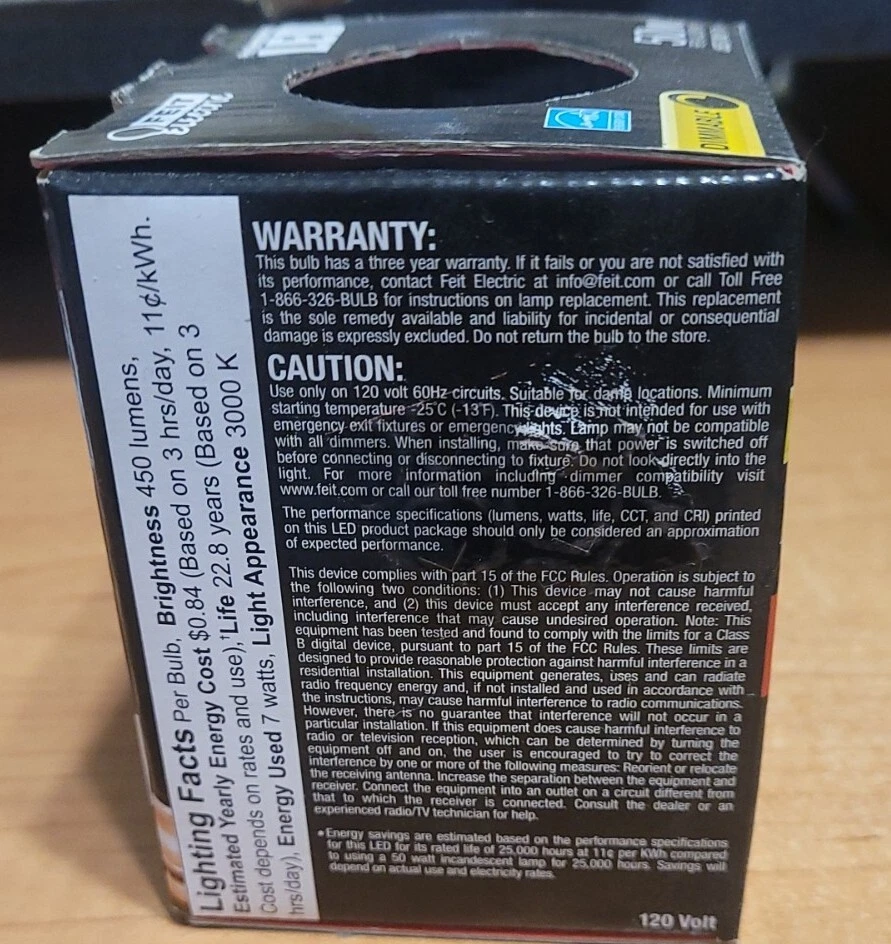 FEIT
electric
DIMMABLE
WARRANTY:
This bulb has a three year warranty. If it fails or you are not satisfied with
its performance, contact Feit Electric at info@feit.com or call Toll Free
1-866-326-BULB for instructions on lamp replacement. This replacement
is the sole remedy available and liability for incidental or consequential
damage is expressly excluded. Do not return the bulb to the store.
CAUTION:
Use only on 120 volt 60Hz circuits. Suitable for damp locations. Minimum
starting temperature -25°C (-13°F). This device is not intended for use with
emergency exit fixtures or emergency lights. Lamp may not be compatible
with all dimmers. When installing, make sure that power is switched off
before connecting or disconnecting to fixture. Do not look directly into the
light. For more information including dimmer compatibility visit
www.feit.com or call our toll free number 1-866-326-BULB.
The performance specifications (lumens, watts, life, CCT, and CRI) printed
on this LED product package should only be considered an approximation
of expected performance.
This device complies with part 15 of the FCC Rules. Operation is subject to
the following two conditions: (1) This device may not cause harmful
interference, and (2) this device must accept any interference received,
including interference that may cause undesired operation. Note: This
equipment has been tested and found to comply with the limits for a Class
B digital device, pursuant to part 15 of the FCC Rules. These limits are
designed to provide reasonable protection against harmful interference in a
residential installation. This equipment generates, uses and can radiate
radio frequency energy and, if not installed and used in accordance with
the instructions, may cause harmful interference to radio communications.
However, there is no guarantee that interference will not occur in a
particular installation. If this equipment does cause harmful interference to
radio or television reception, which can be determined by turning the
equipment off and on, the user is encouraged to try to correct the
interference by one or more of the following measures: Reorient or relocate
the receiving antenna. Increase the separation between the equipment and
receiver. Connect the equipment into an outlet on a circuit different from
that to which the receiver is connected. Consult the dealer or an
experienced radio/TV technician for help.
•Energy savings are estimated based on the performance specifications
for this LED for its rated life of 25,000 hours at 11¢ per KWh compared
to using a 50 watt incandescent lamp for 25,000 hours. Savings will
depend on actual use and electricity rates.
120 Volt
Lighting Facts Per Bulb, Brightness 450 lumens,
Estimated Yearly Energy Cost $0.84 (Based on 3 hrs/day, 11¢/kWh.
Cost depends on rates and use),†Life 22.8 years (Based on 3
hrs/day), Energy Used 7 watts, Light Appearance 3000 K